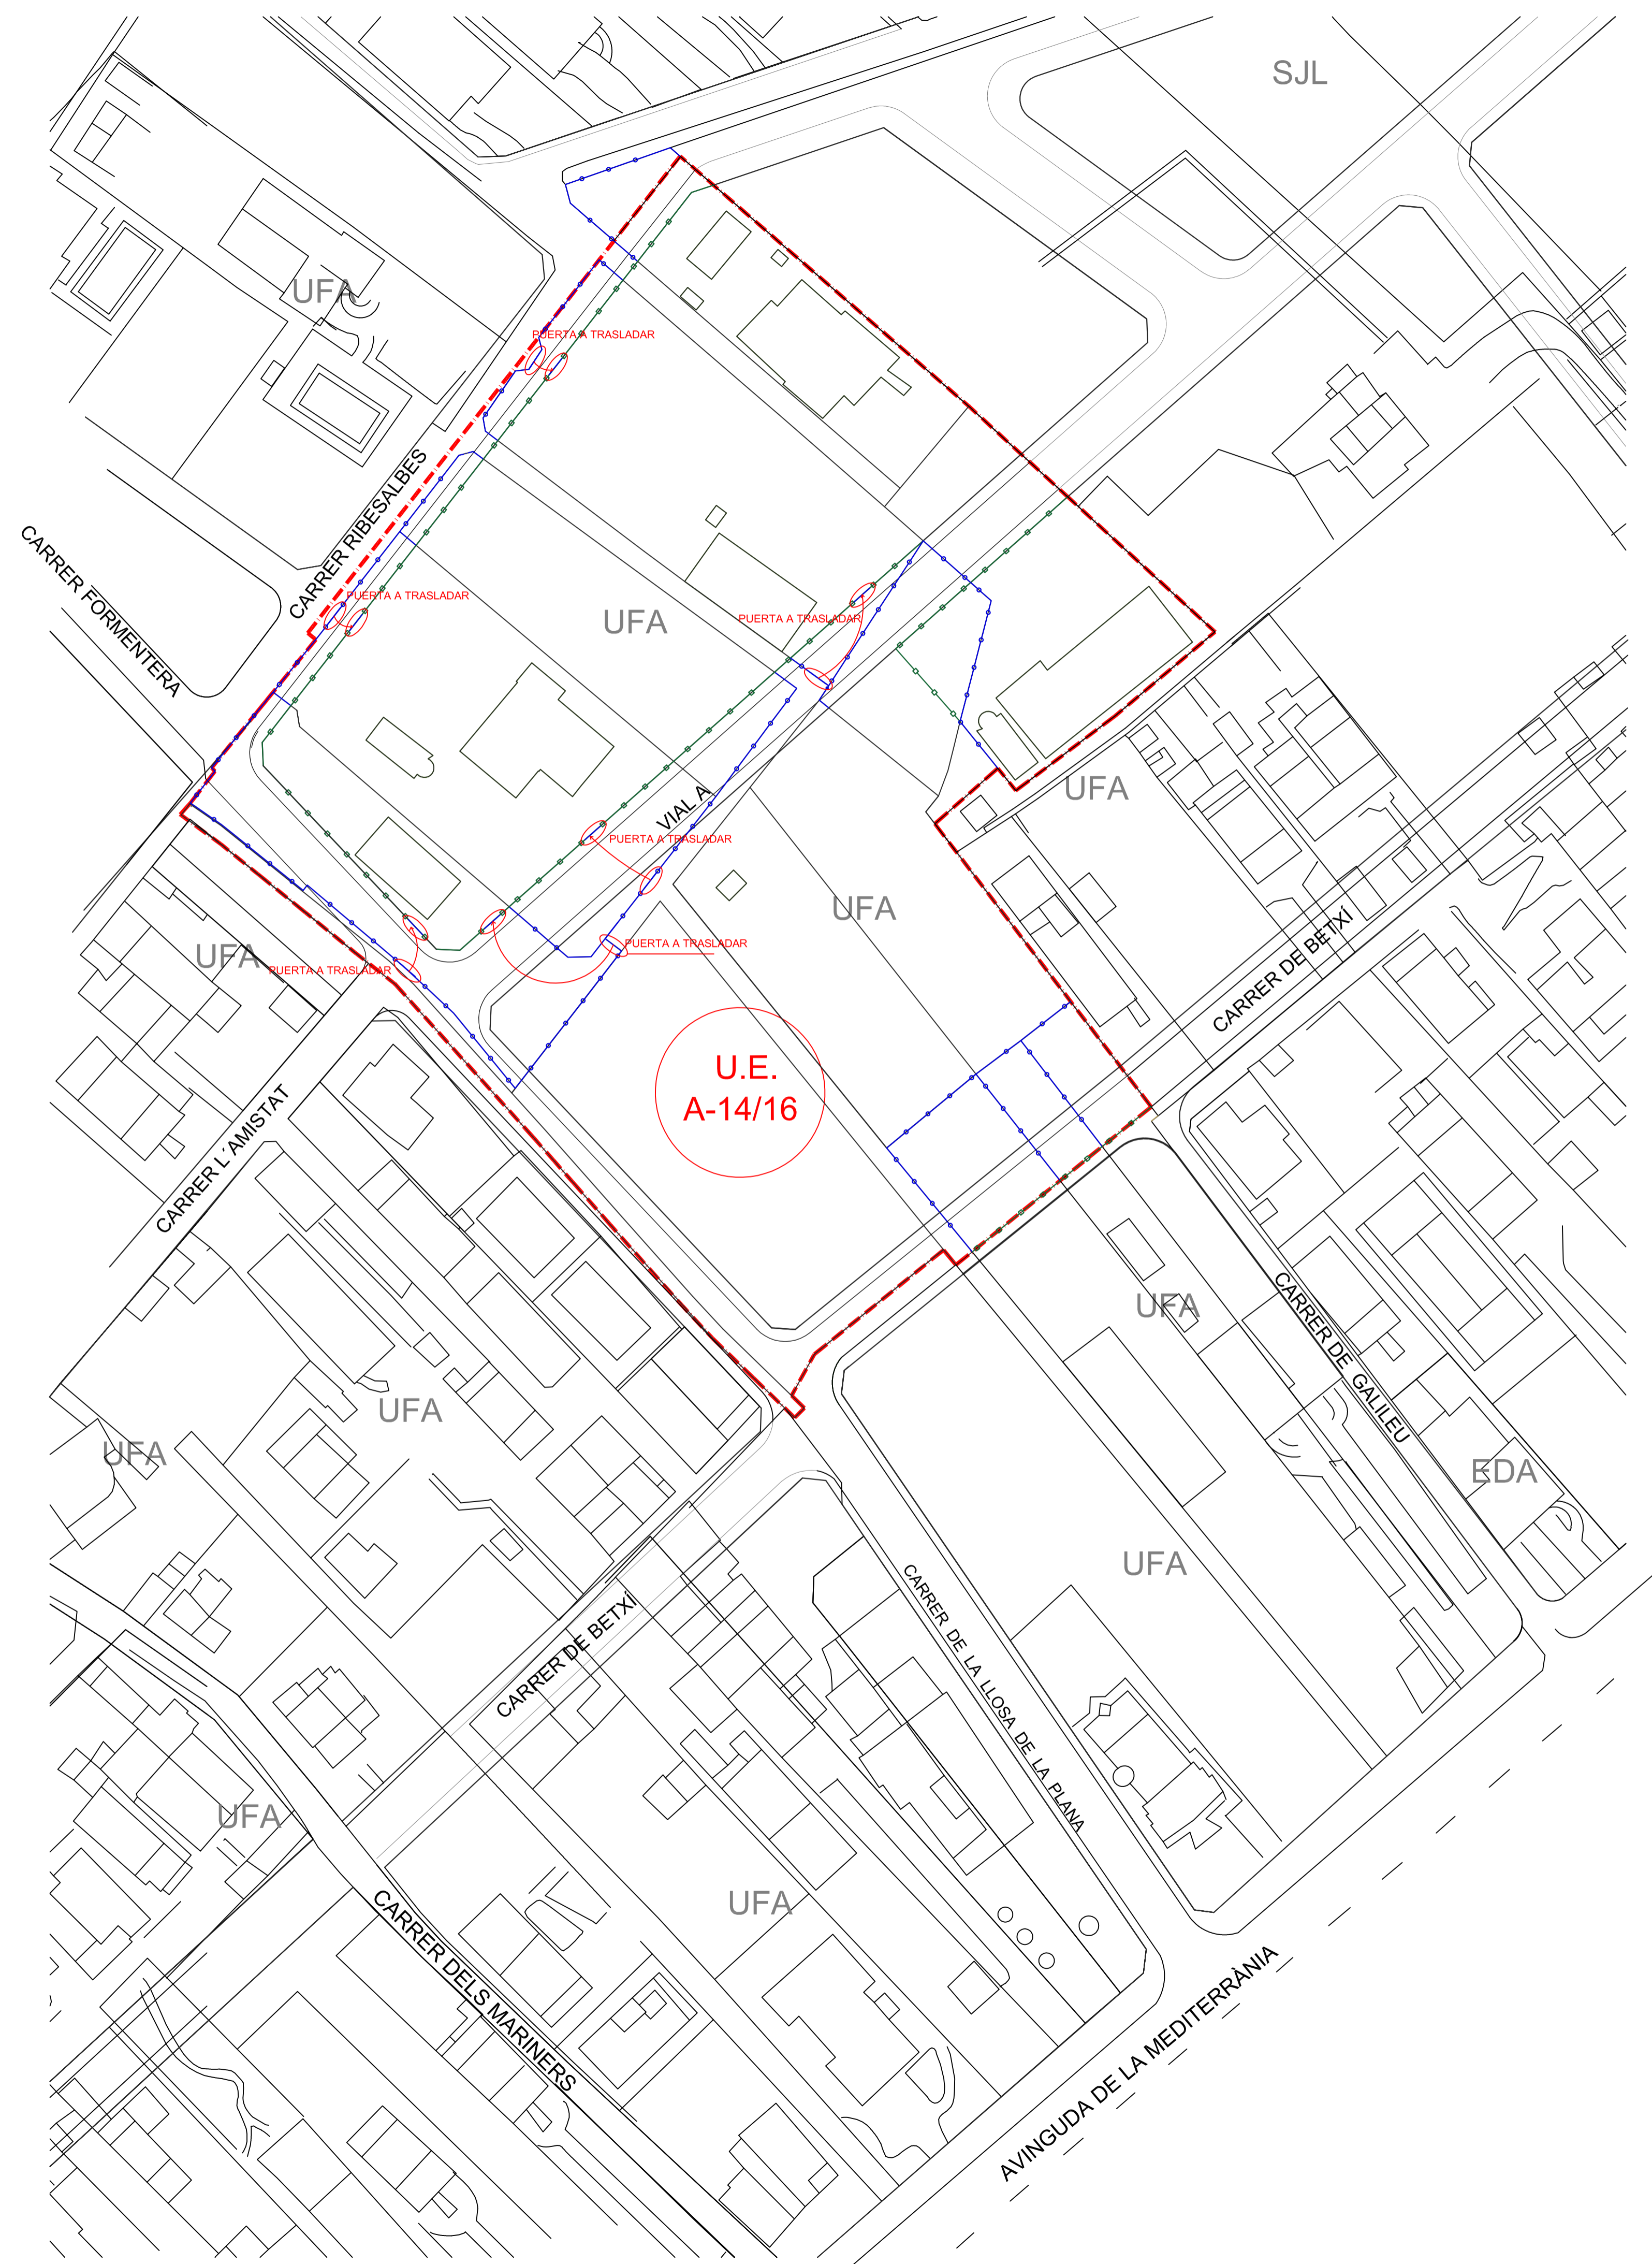 SJL
UFA
PUERTA A TRASLADAR
CARRER RIBESALBES
CARRER FORMENTERA
PUERTA A TRASLADAR
UFA
PUERTA A TRASLADAR
VIAL A
PUERTA A TRASLADAR
UFA
UFA
UFA
PUERTA A TRASLADAR
PUERTA A TRASLADAR
CARRER DE BETXÍ
U.E.
A-14/16
CARRER L´AMISTAT
UFA
CARRER DE GALILEU
UFA
UFA
EDA
UFA
CARRER DE BETXÍ
CARRER DE LA LLOSA DE LA PLANA
UFA
UFA
CARRER DELS MARINERS
AVINGUDA DE LA MEDITERRÀNIA